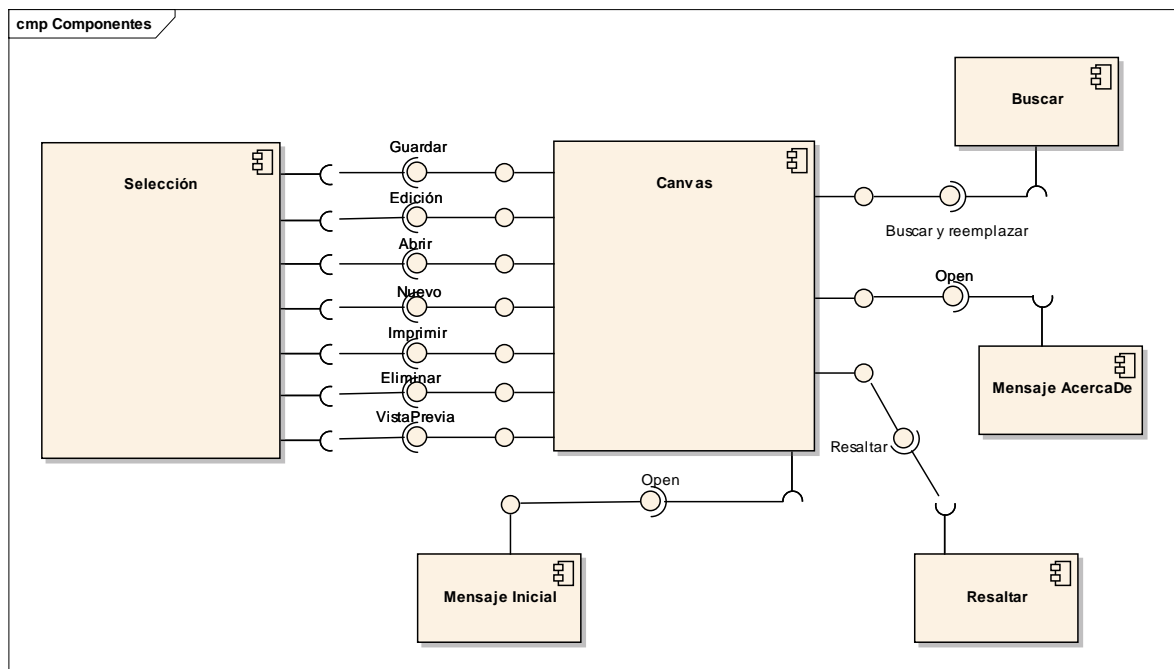 cmp Componentes
Buscar
Selección
Guardar
Canvas
Edición
Buscar y reemplazar
Abrir
Open
Nuevo
Imprimir
Mensaje AcercaDe
Eliminar
VistaPrevia
Resaltar
Open
Mensaje Inicial
Resaltar